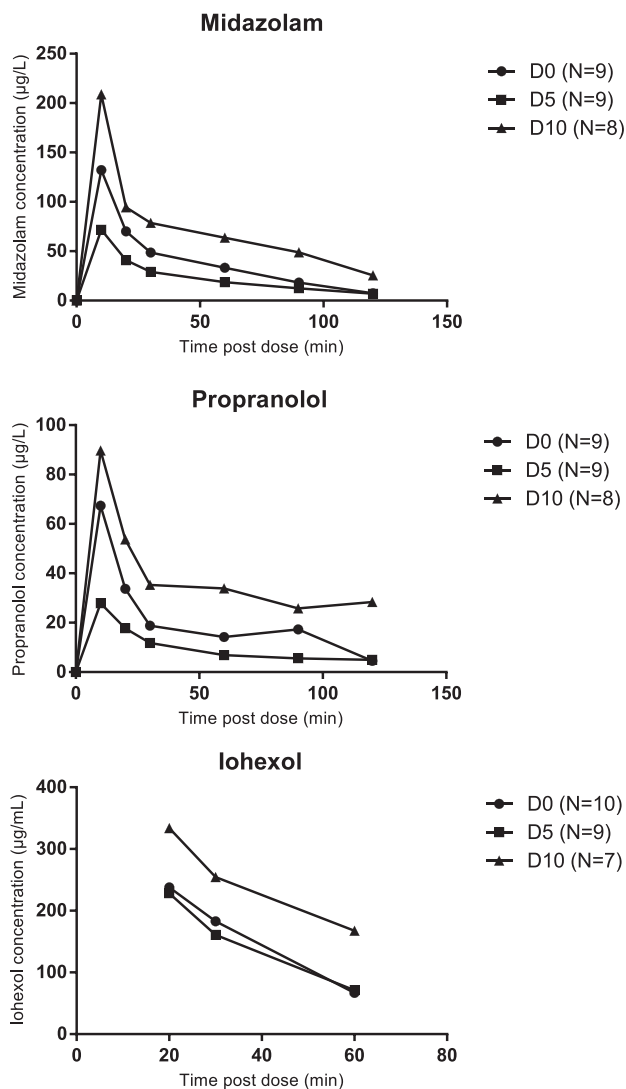 Midazolam
Midazolam concentration (µg/L)
250
200
150
100
50
0
0 50 100 150
Time post dose (min)
D0 (N=9)
D5 (N=9)
D10 (N=8)
Propranolol
Propranolol concentration (µg/L)
100
80
60
40
20
0
0 50 100 150
Time post dose (min)
D0 (N=9)
D5 (N=9)
D10 (N=8)
Iohexol
Iohexol concentration (µg/mL)
400
300
200
100
0
0 20 40 60 80
Time post dose (min)
D0 (N=10)
D5 (N=9)
D10 (N=7)